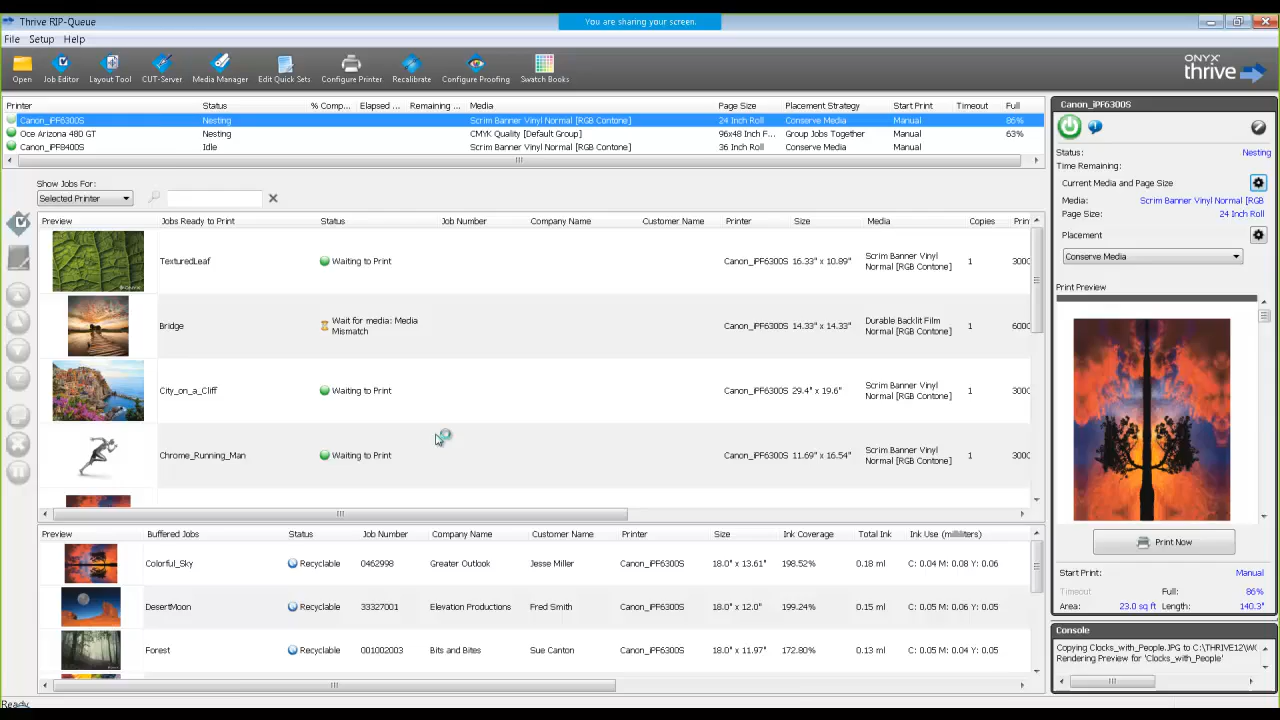 Thrive RIP-Queue
You are sharing your screen.
File Setup Help
Open Job Editor Layout Tool CUT-Server Media Manager Edit Quick Sets Configure Printer Recalibrate Configure Proofing Swatch Books
ONYX
thrive
Printer Status % Comp... Elapsed ... Remaining ... Media Page Size Placement Strategy Start Print Timeout Full
Canon_iPF6300S Nesting Scrim Banner Vinyl Normal [RGB Contone] 24 Inch Roll Conserve Media Manual 86%
Oce Arizona 480 GT Nesting CMYK Quality [Default Group] 96x48 Inch F... Group Jobs Together Manual 63%
Canon_iPF8400S Idle Scrim Banner Vinyl Normal [RGB Contone] 36 Inch Roll Conserve Media Manual
Show Jobs For:
Selected Printer
Preview Jobs Ready to Print Status Job Number Company Name Customer Name Printer Size Media Copies Prin
TexturedLeaf Waiting to Print Canon_iPF6300S 16.33" x 10.89" Scrim Banner Vinyl
Normal [RGB Contone] 1 3000
Bridge Wait for media: Media
Mismatch Canon_iPF6300S 14.33" x 14.33" Durable Backlit Film
Normal [RGB Contone] 1 6000
City_on_a_Cliff Waiting to Print Canon_iPF6300S 29.4" x 19.6" Scrim Banner Vinyl
Normal [RGB Contone] 1 3000
Chrome_Running_Man Waiting to Print Canon_iPF6300S 11.69" x 16.54" Scrim Banner Vinyl
Normal [RGB Contone] 1 3000
Preview Buffered Jobs Status Job Number Company Name Customer Name Printer Size Ink Coverage Total Ink Ink Use (milliliters)
Colorful_Sky Recyclable 0462998 Greater Outlook Jesse Miller Canon_iPF6300S 18.0" x 13.61" 198.52% 0.18 ml C: 0.04 M: 0.08 Y: 0.06
DesertMoon Recyclable 33327001 Elevation Productions Fred Smith Canon_iPF6300S 18.0" x 12.0" 199.24% 0.15 ml C: 0.05 M: 0.06 Y: 0.05
Forest Recyclable 001002003 Bits and Bites Sue Canton Canon_iPF6300S 18.0" x 11.97" 172.80% 0.13 ml C: 0.05 M: 0.04 Y: 0.05
Ready
Canon_iPF6300S
Status: Nesting
Time Remaining:
Current Media and Page Size
Media: Scrim Banner Vinyl Normal [RGB
Page Size: 24 Inch Roll
Placement
Conserve Media
Print Preview
Print Now
Start Print: Manual
Timeout Full: 86%
Area: 23.0 sq ft Length: 140.3"
Console
Copying Clocks_with_People.JPG to C:\THRIVE12\WO
Rendering Preview for 'Clocks_with_People'